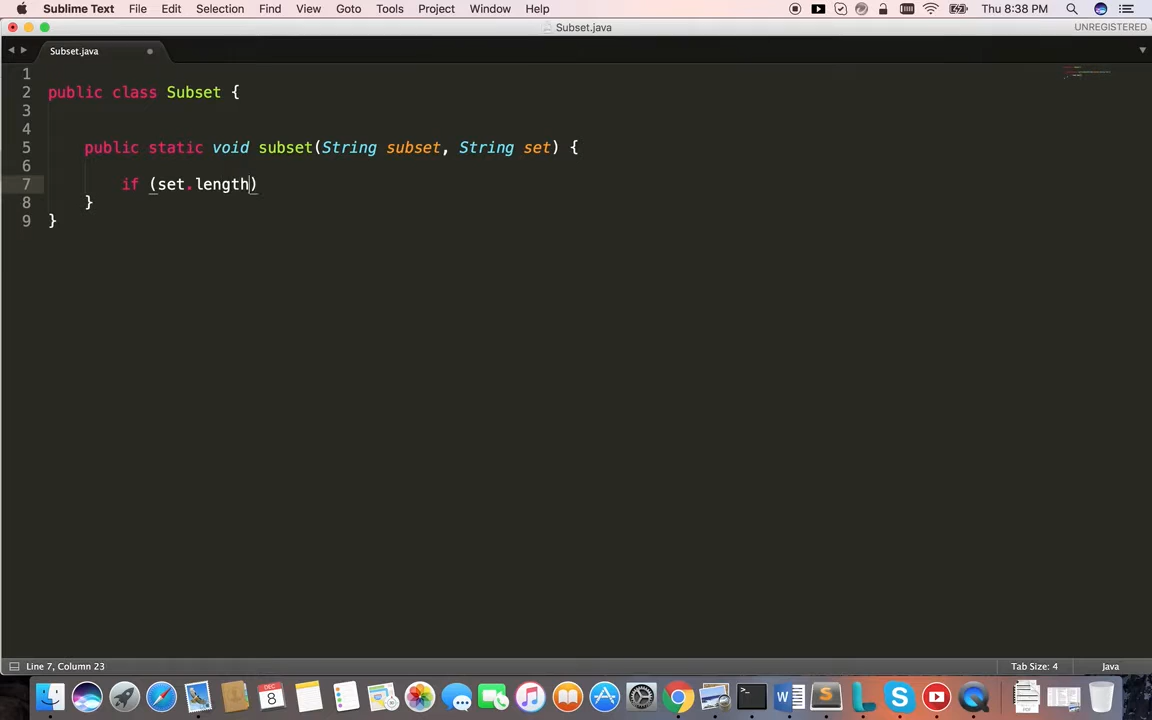 Sublime Text File Edit Selection Find View Goto Tools Project Window Help Thu 8:38 PM
Subset.java
UNREGISTERED
Subset.java
1
2 public class Subset {
3
4
5 public static void subset(String subset, String set) {
6
7 if (set.length)
8 }
9 }
Line 7, Column 23 Tab Size: 4 Java
DEC
8